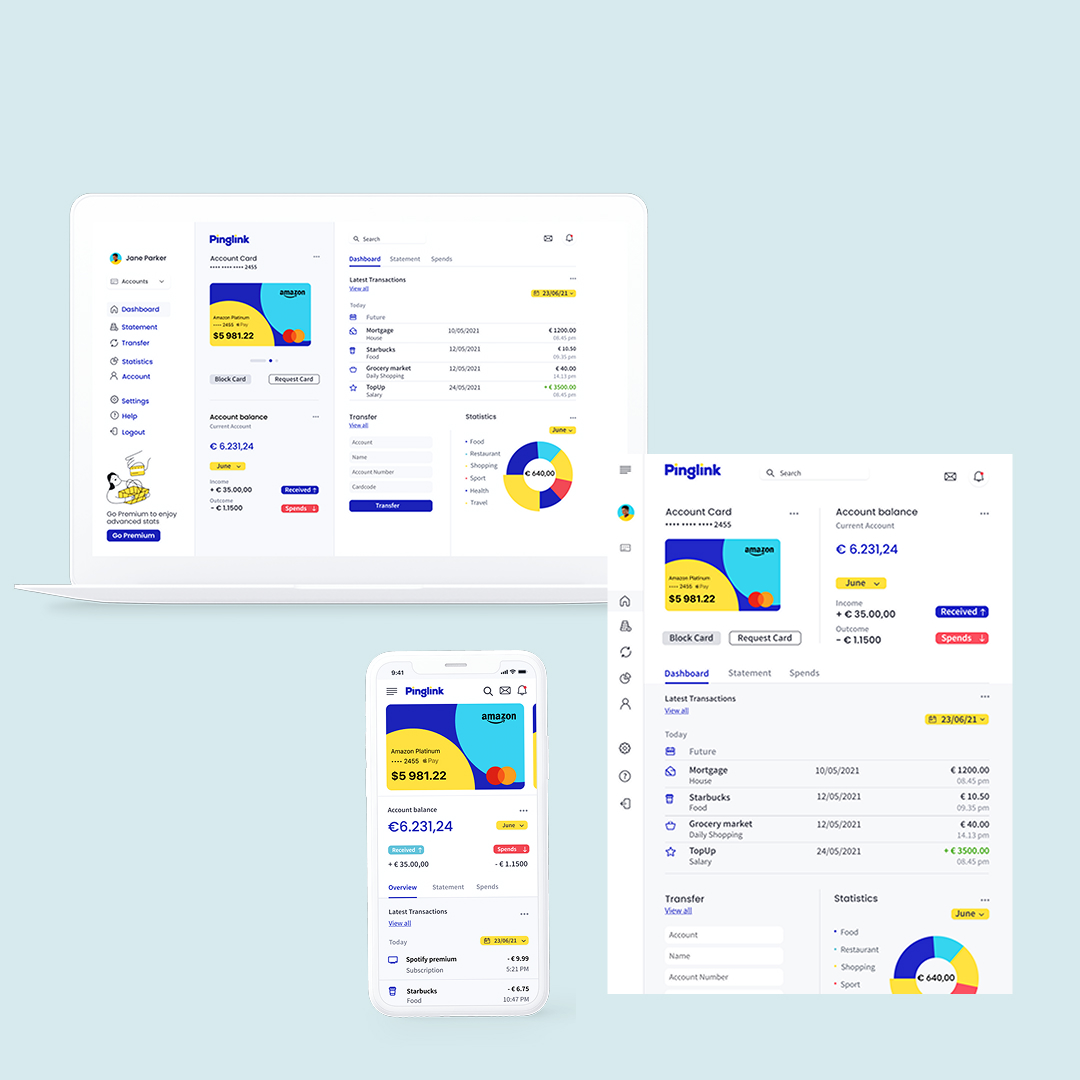 Jane Parker
Accounts
Dashboard
Statement
Transfer
Statistics
Account
Settings
Help
Logout
Go Premium to enjoy
advanced stats
Go Premium
Pinglink
Account Card
•••• •••• •••• 2455
amazon
Amazon Platinum
•••• 2455 Pay
$5 981.22
Block Card
Request Card
Account balance
Current Account
€ 6.231,24
June
Income
+ € 35.00,00
Received ↑
Outcome
- € 1.1500
Spends ↓
Search
Dashboard Statement Spends
Latest Transactions
View all
23/06/21
Today
Future
Mortgage 10/05/2021 € 1200.00
House 08.45 pm
Starbucks 12/05/2021 € 10.50
Food 09.35 pm
Grocery market 12/05/2021 € 40.00
Daily Shopping 14.13 pm
TopUp 24/05/2021 + € 3500.00
Salary 08.45 pm
Transfer
View all
Account
Name
Account Number
Cardcode
Transfer
Statistics
June
Food
Restaurant
Shopping
Sport
Health
Travel
€ 640,00
Pinglink
Search
Account Card
•••• •••• •••• 2455
amazon
Amazon Platinum
•••• 2455 Pay
$5 981.22
Block Card
Request Card
Account balance
Current Account
€ 6.231,24
June
Income
+ € 35.00,00
Received ↑
Outcome
- € 1.1500
Spends ↓
Dashboard Statement Spends
Latest Transactions
View all
23/06/21
Today
Future
Mortgage 10/05/2021 € 1200.00
House 08.45 pm
Starbucks 12/05/2021 € 10.50
Food 09.35 pm
Grocery market 12/05/2021 € 40.00
Daily Shopping 14.13 pm
TopUp 24/05/2021 + € 3500.00
Salary 08.45 pm
Transfer
View all
Account
Name
Account Number
Statistics
June
Food
Restaurant
Shopping
Sport
€ 640,00
9:41
Pinglink
amazon
Amazon Platinum
•••• 2455 Pay
$5 981.22
Account balance
€6.231,24
June
Received ↑
Spends ↓
+ € 35.00,00
- € 1.1500
Overview Statement Spends
Latest Transactions
View all
Today
23/06/21
Spotify premium - € 9.99
Subscription 5:21 PM
Starbucks - € 6.75
Food 10:47 PM